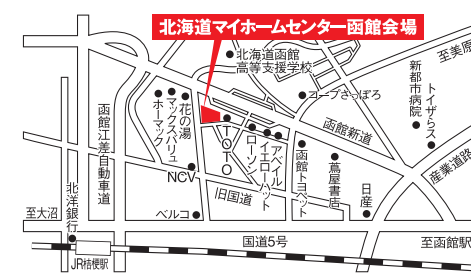 北海道マイホームセンター函館会場
北海道函館
高等支援学校
至美原
コープさっぽろ
新都市病院
トイザらス
函館新道
産業道路
花の湯
マックスバリュ
ホーマック
函館江差自動車道
TOTO
ローソン
イエローハット
アベイル
函館トヨペット
蔦屋書店
日産
NCV
旧国道
ベルコ
北洋銀行
至大沼
国道5号
至函館駅
JR桔梗駅